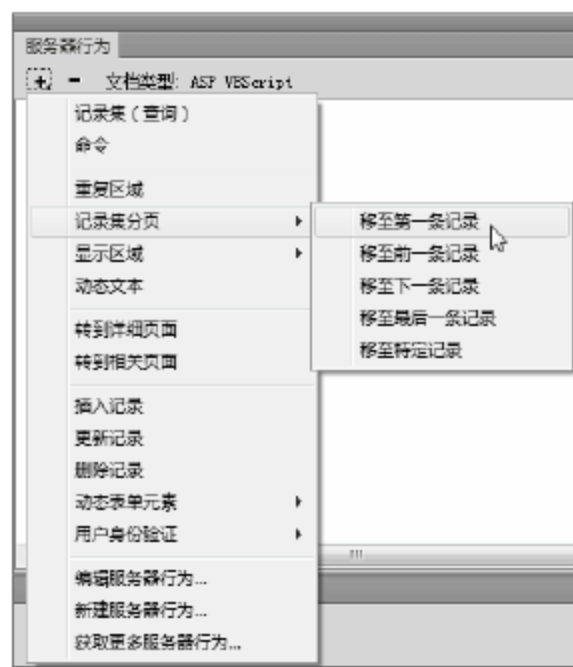 服务器行为
文档类型: ASP VBScript
记录集(查询)
命令
重复区域
记录集分页
移至第一条记录
显示区域
移至前一条记录
动态文本
移至下一条记录
转到详细页面
移至最后一条记录
转到相关页面
移至特定记录
插入记录
更新记录
删除记录
动态表单元素
用户身份验证
编辑服务器行为...
新建服务器行为...
获取更多服务器行为...